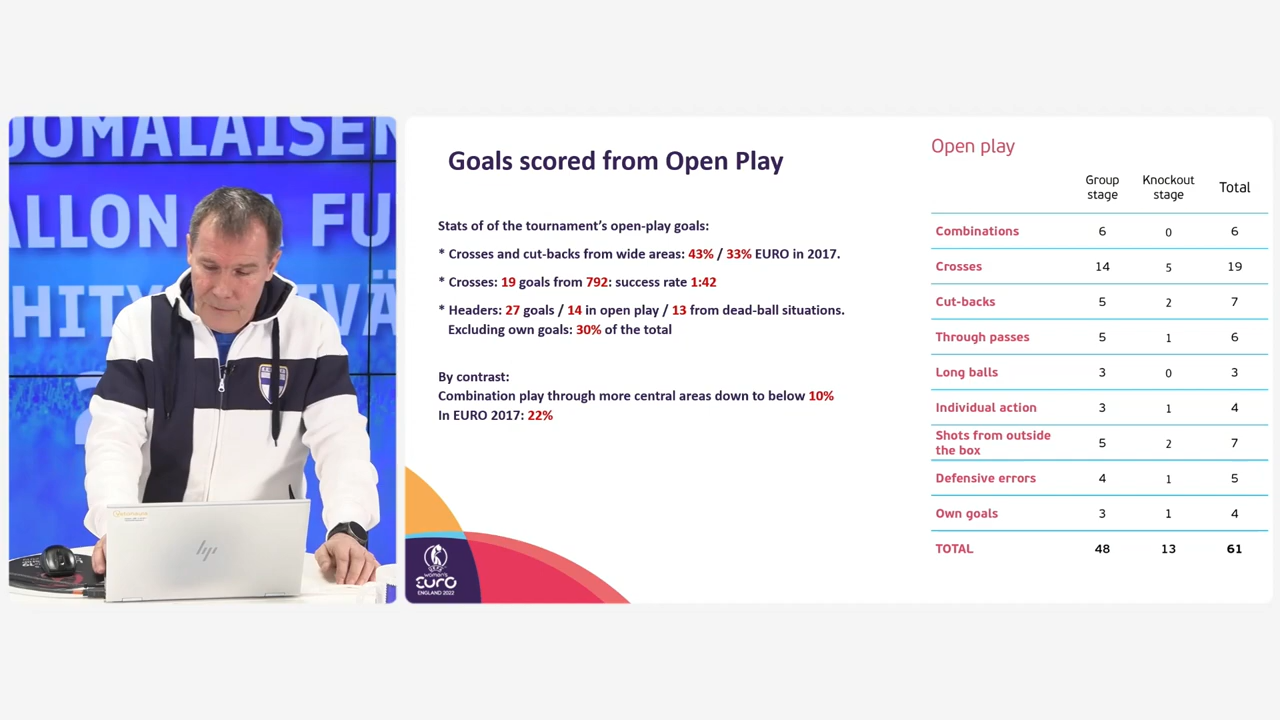 UOMALAISEN
ALLON JA FU
HITY IVÄ
2
hp
Goals scored from Open Play
Stats of of the tournament's open-play goals:
* Crosses and cut-backs from wide areas: 43% / 33% EURO in 2017.
* Crosses: 19 goals from 792: success rate 1:42
* Headers: 27 goals / 14 in open play / 13 from dead-ball situations.
Excluding own goals: 30% of the total
By contrast:
Combination play through more central areas down to below 10%
In EURO 2017: 22%
women's
EURO
ENGLAND 2022
Open play
Group stage Knockout stage Total
Combinations 6 0 6
Crosses 14 5 19
Cut-backs 5 2 7
Through passes 5 1 6
Long balls 3 0 3
Individual action 3 1 4
Shots from outside the box 5 2 7
Defensive errors 4 1 5
Own goals 3 1 4
TOTAL 48 13 61